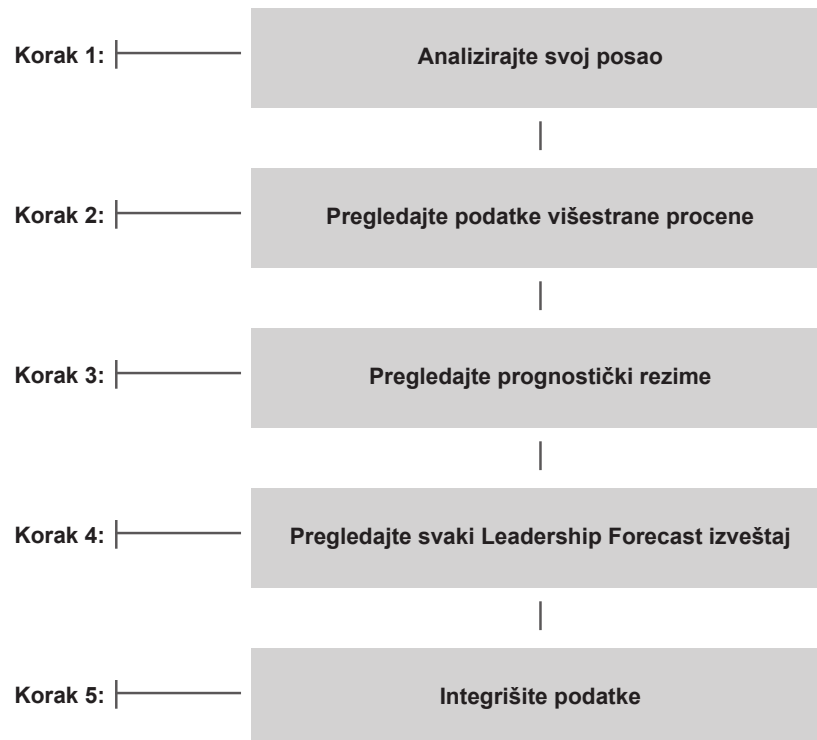 Korak 1: Analizirajte svoj posao
Korak 2: Pregledajte podatke višestrane procene
Korak 3: Pregledajte prognostički rezime
Korak 4: Pregledajte svaki Leadership Forecast izveštaj
Korak 5: Integrišite podatke